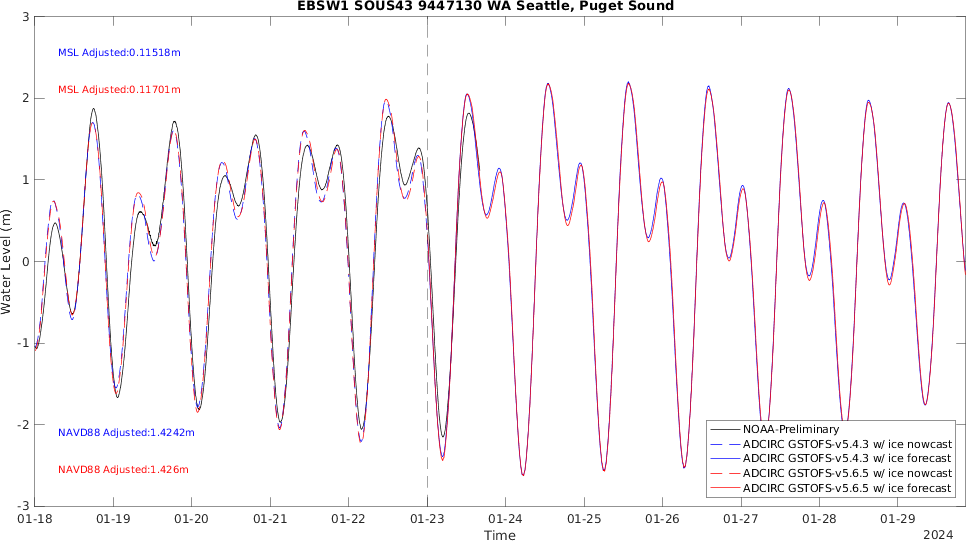 EBSW1 SOUS43 9447130 WA Seattle, Puget Sound
3
2
1
0
-1
-2
-3
Water Level (m)
MSL Adjusted:0.11518m
MSL Adjusted:0.11701m
NAVD88 Adjusted:1.4242m
NAVD88 Adjusted:1.426m
NOAA-Preliminary
ADCIRC GSTOFS-v5.4.3 w/ ice nowcast
ADCIRC GSTOFS-v5.4.3 w/ ice forecast
ADCIRC GSTOFS-v5.6.5 w/ ice nowcast
ADCIRC GSTOFS-v5.6.5 w/ ice forecast
01-18 01-19 01-20 01-21 01-22 01-23 01-24 01-25 01-26 01-27 01-28 01-29
Time
2024